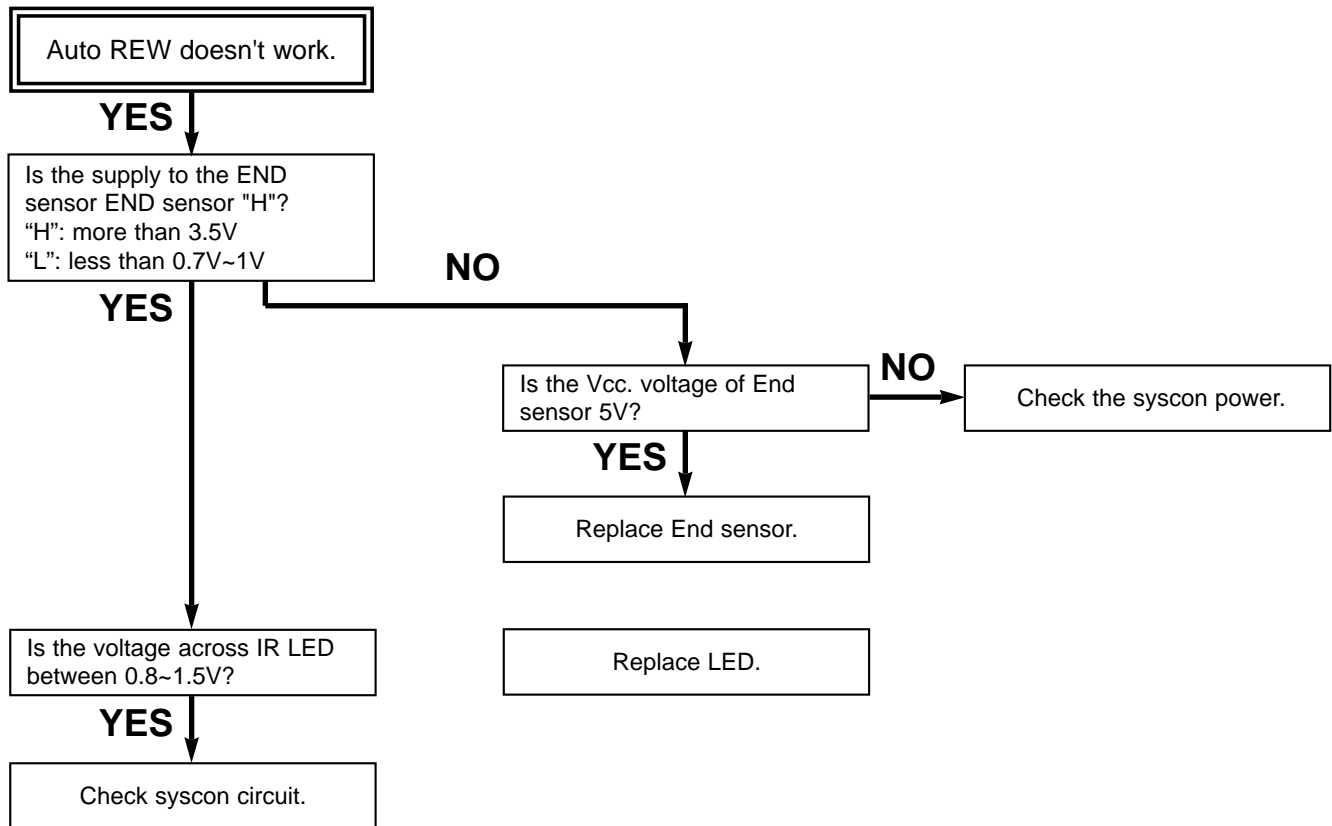 Auto REW doesn't work.
YES
Is the supply to the END
sensor END sensor "H"?
“H”: more than 3.5V
“L”: less than 0.7V~1V
YES
NO
Is the Vcc. voltage of End
sensor 5V?
NO
Check the syscon power.
YES
Replace End sensor.
Is the voltage across IR LED
between 0.8~1.5V?
Replace LED.
YES
Check syscon circuit.